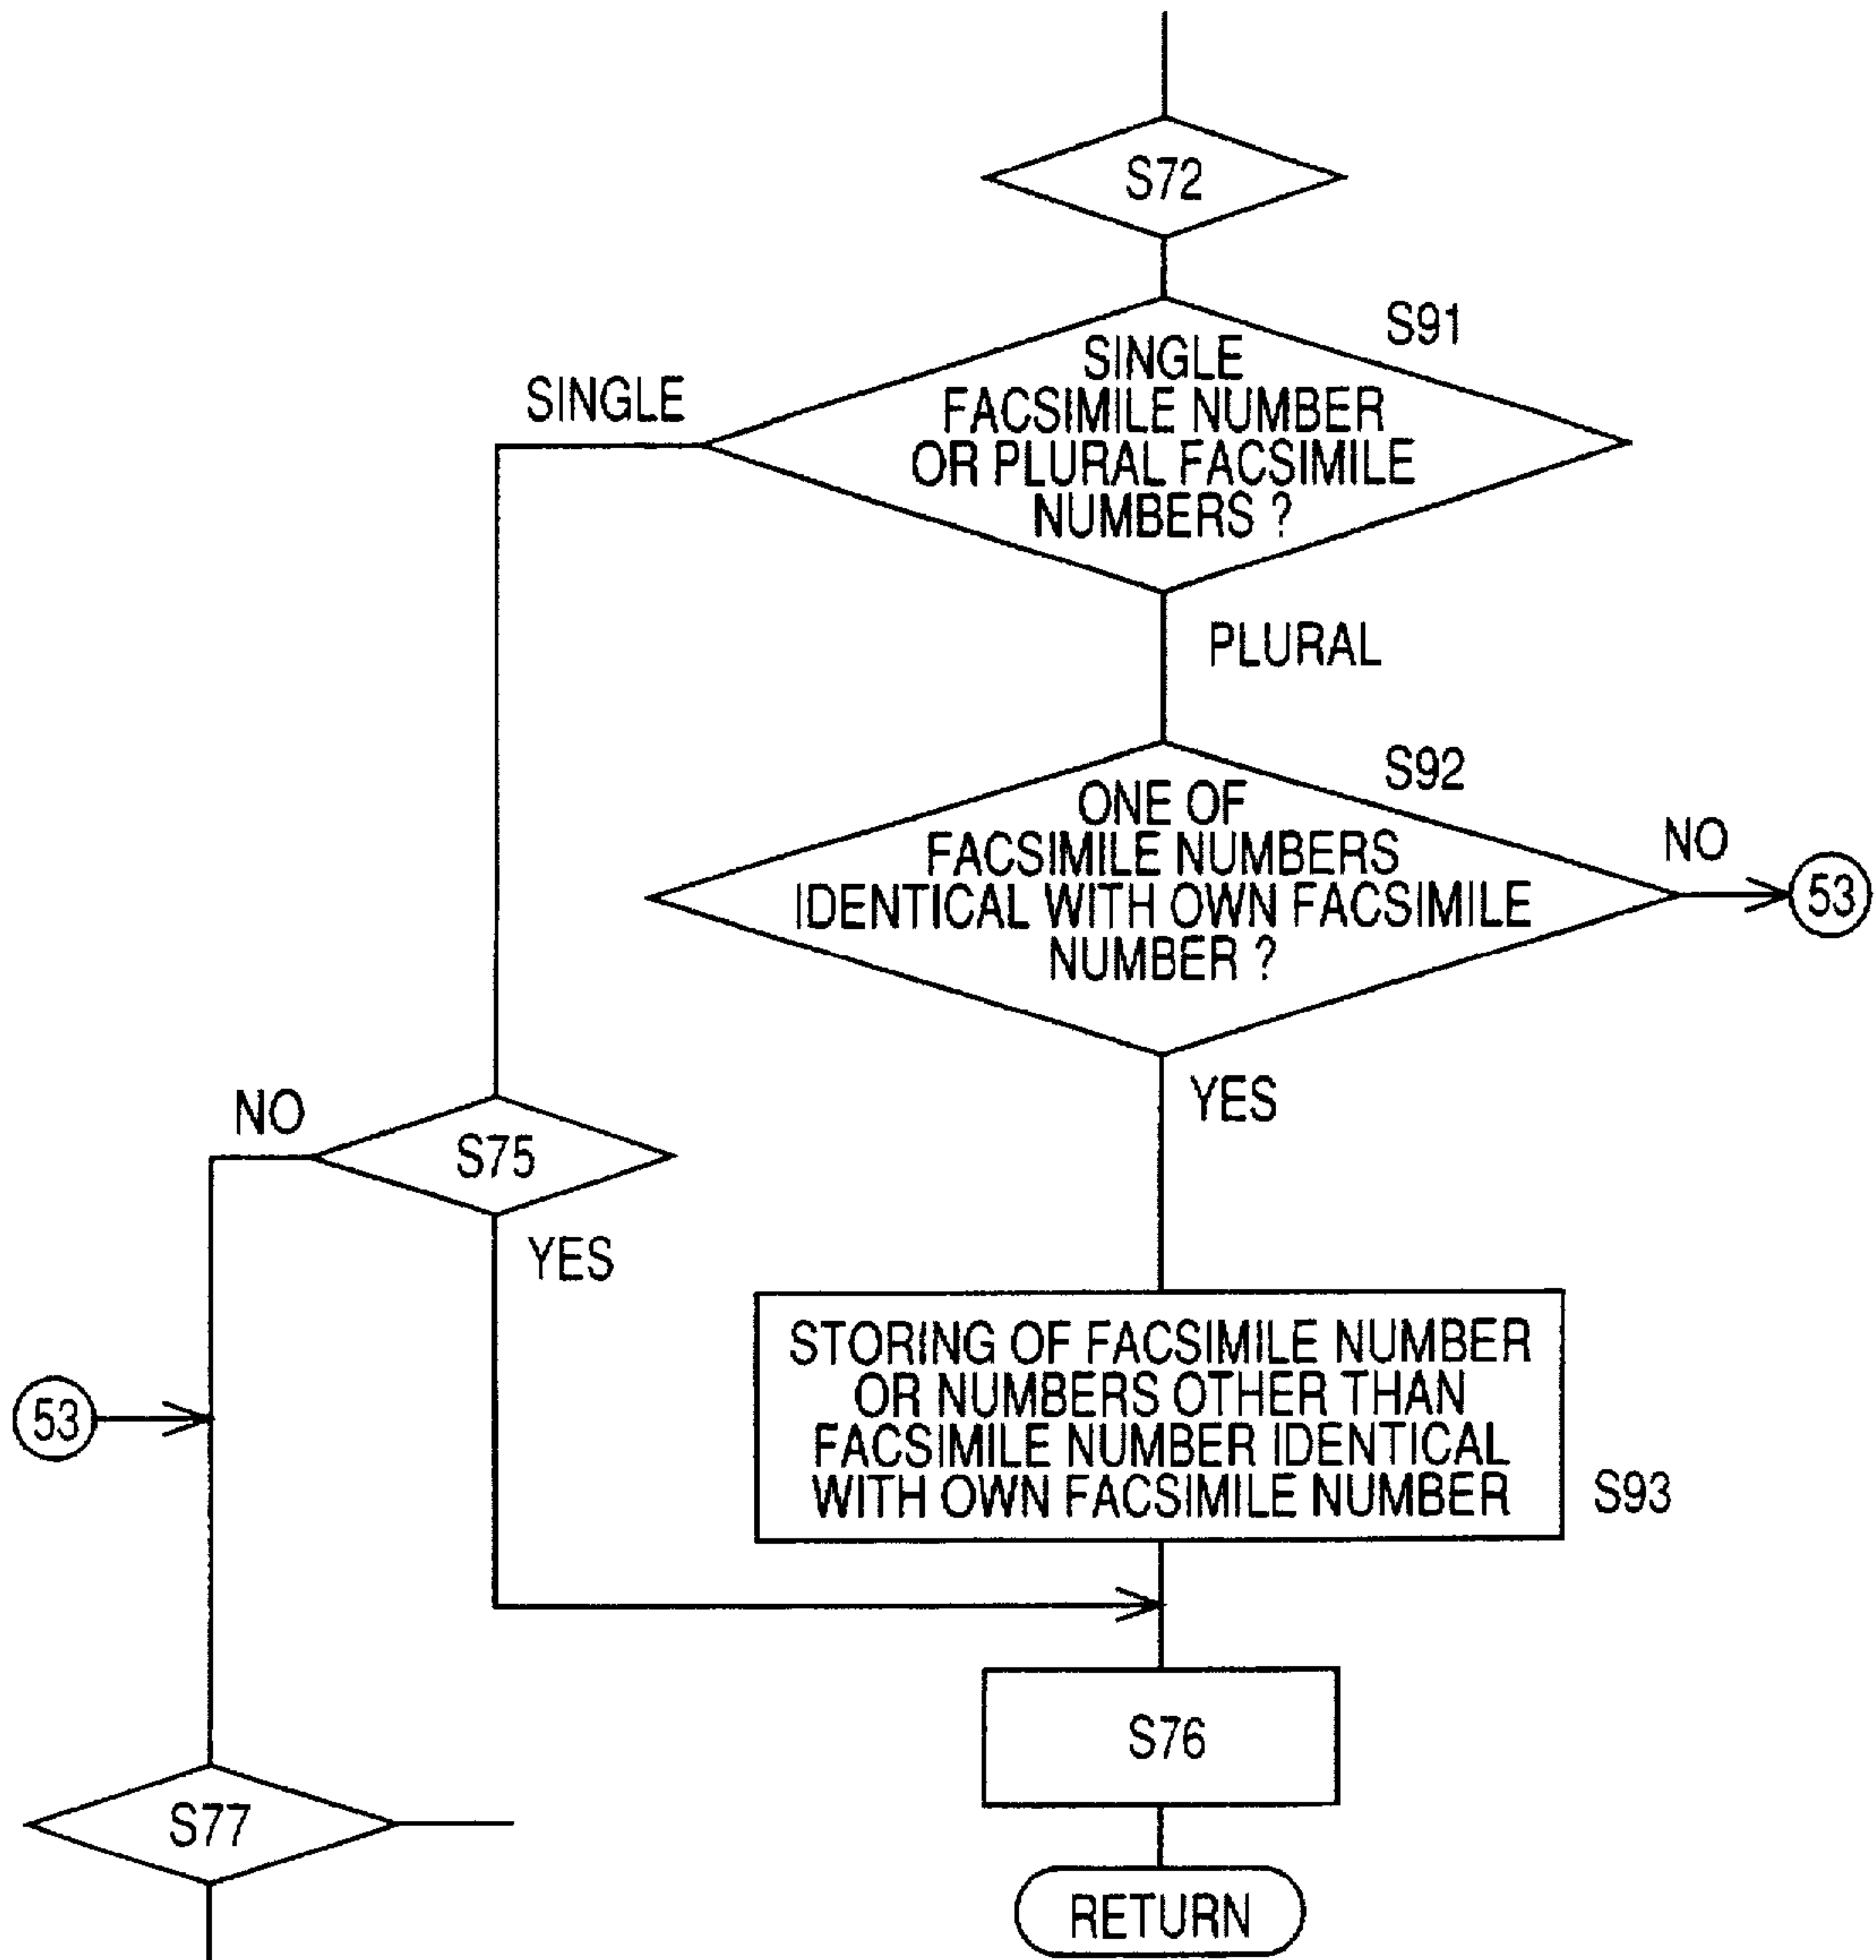 S72
S91
SINGLE
FACSIMILE NUMBER
OR PLURAL FACSIMILE
NUMBERS ?
SINGLE
PLURAL
S92
ONE OF
FACSIMILE NUMBERS
IDENTICAL WITH OWN FACSIMILE
NUMBER ?
NO
53
YES
NO
S75
YES
STORING OF FACSIMILE NUMBER
OR NUMBERS OTHER THAN
FACSIMILE NUMBER IDENTICAL
WITH OWN FACSIMILE NUMBER
S93
53
S76
S77
RETURN